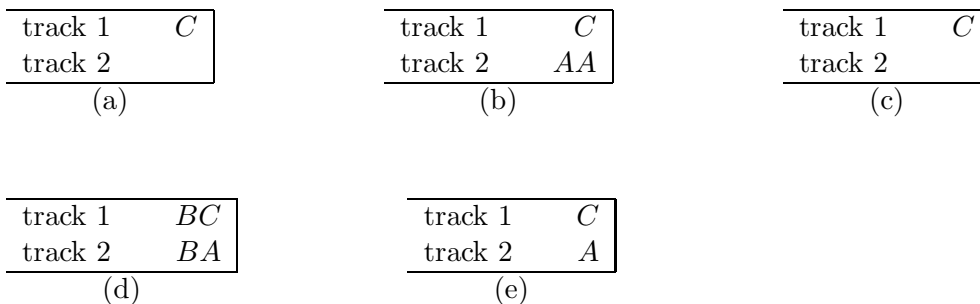 track 1 C track 1 C track 1 C
track 2 track 2 AA track 2
(a) (b) (c)
track 1 BC track 1 C
track 2 BA track 2 A
(d) (e)